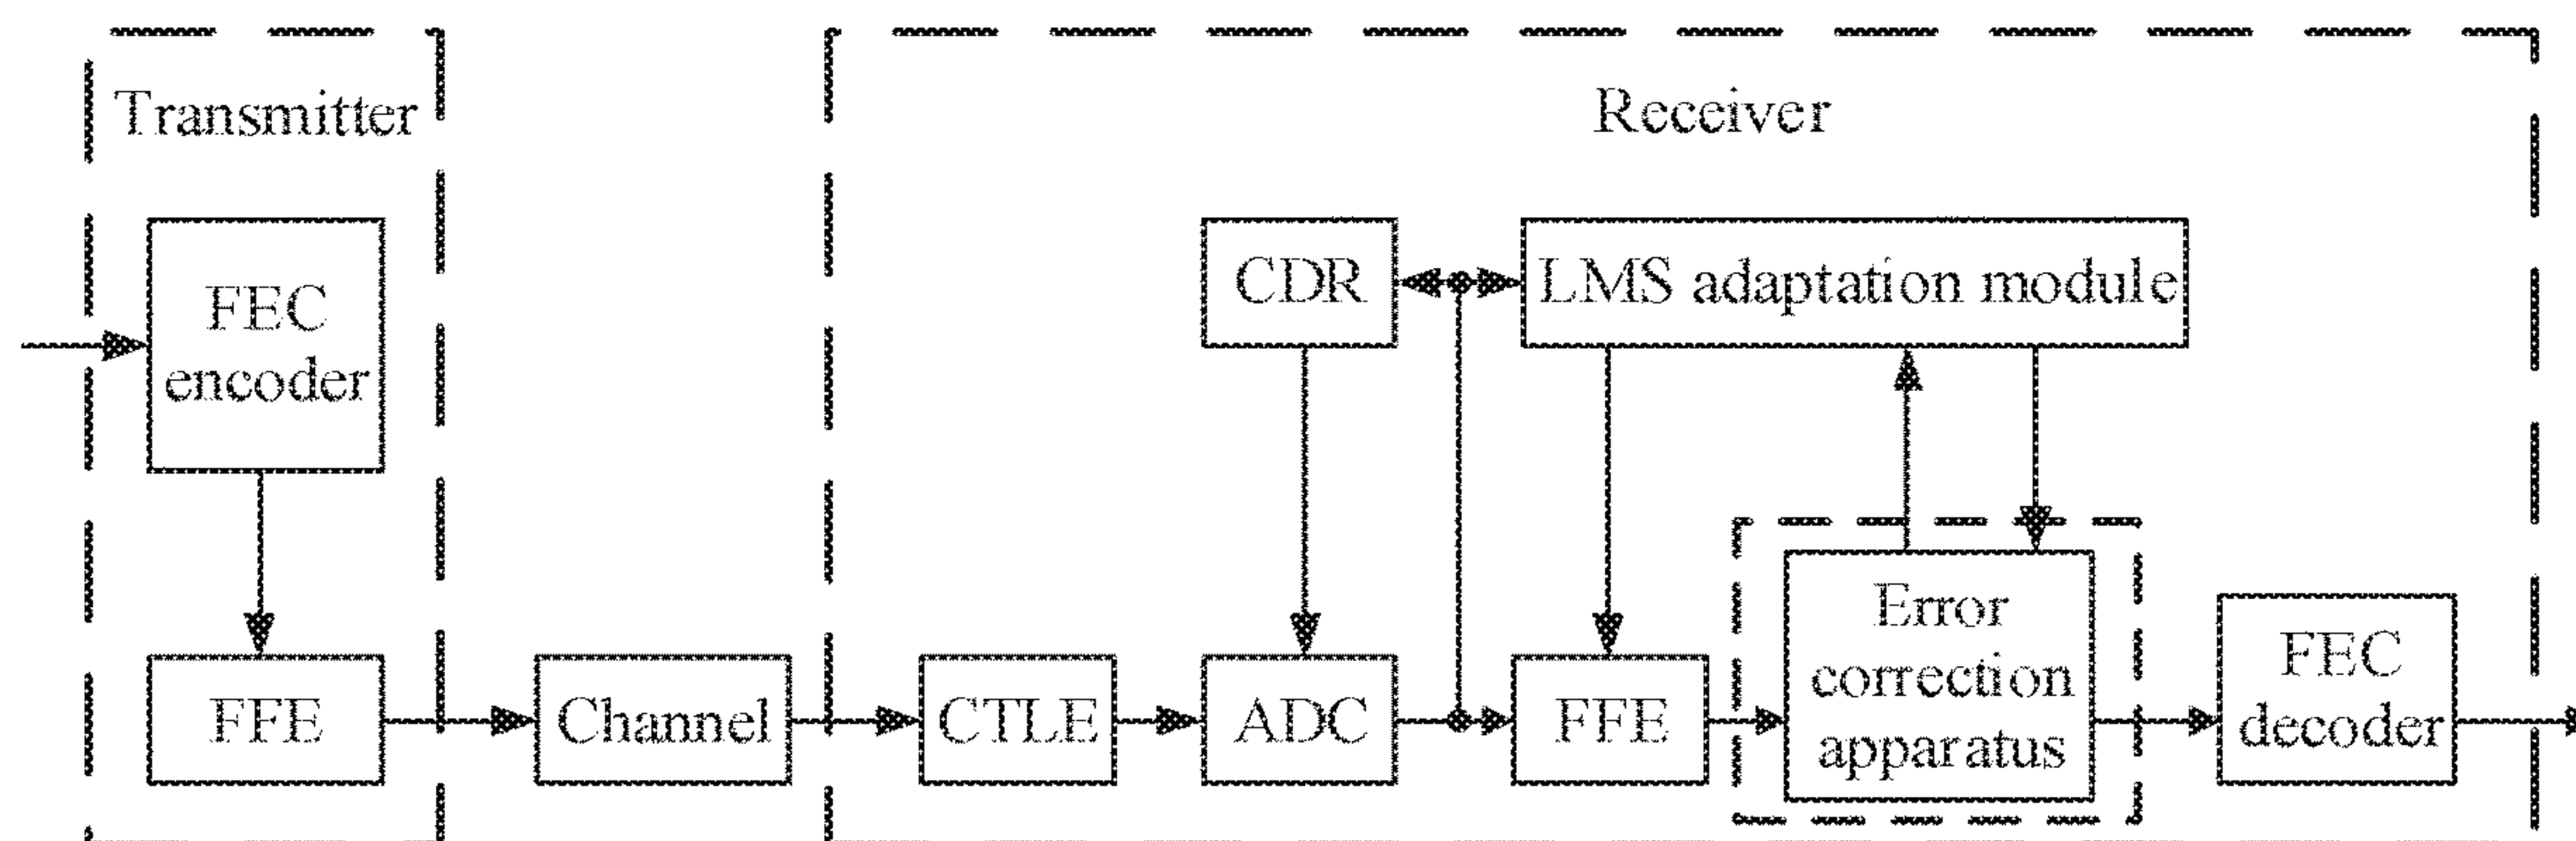 Transmitter
Receiver
FEC
encoder
CDR
LMS adaptation module
FFE
Channel
CTLE
ADC
FFE
Error
correction
apparatus
FEC
decoder